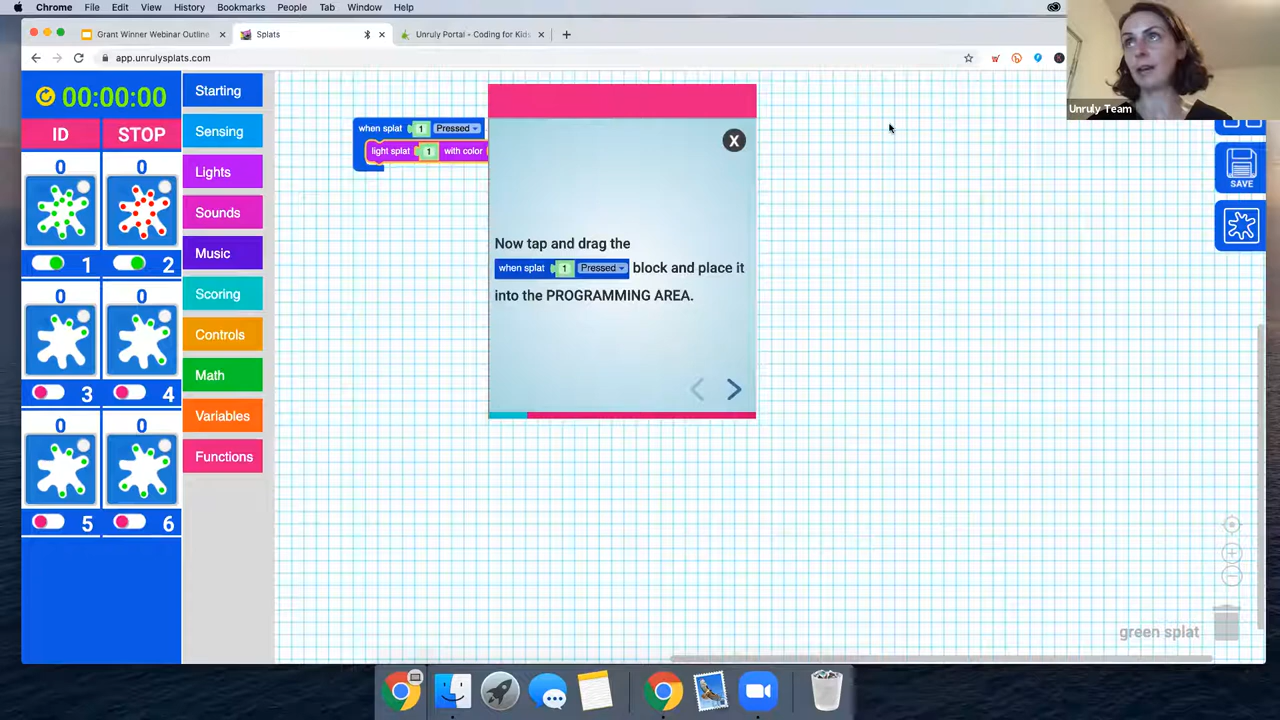 Chrome File Edit View History Bookmarks People Tab Window Help
Grant Winner Webinar Outline
Splats
Unruly Portal - Coding for Kids
app.unrulysplats.com
Unruly Team
00:00:00
ID STOP
0 0
1 2
0 0
3 4
0 0
5 6
Starting
Sensing
Lights
Sounds
Music
Scoring
Controls
Math
Variables
Functions
when splat 1 Pressed
light splat 1 with color
X
Now tap and drag the
when splat 1 Pressed block and place it
into the PROGRAMMING AREA.
SAVE
green splat